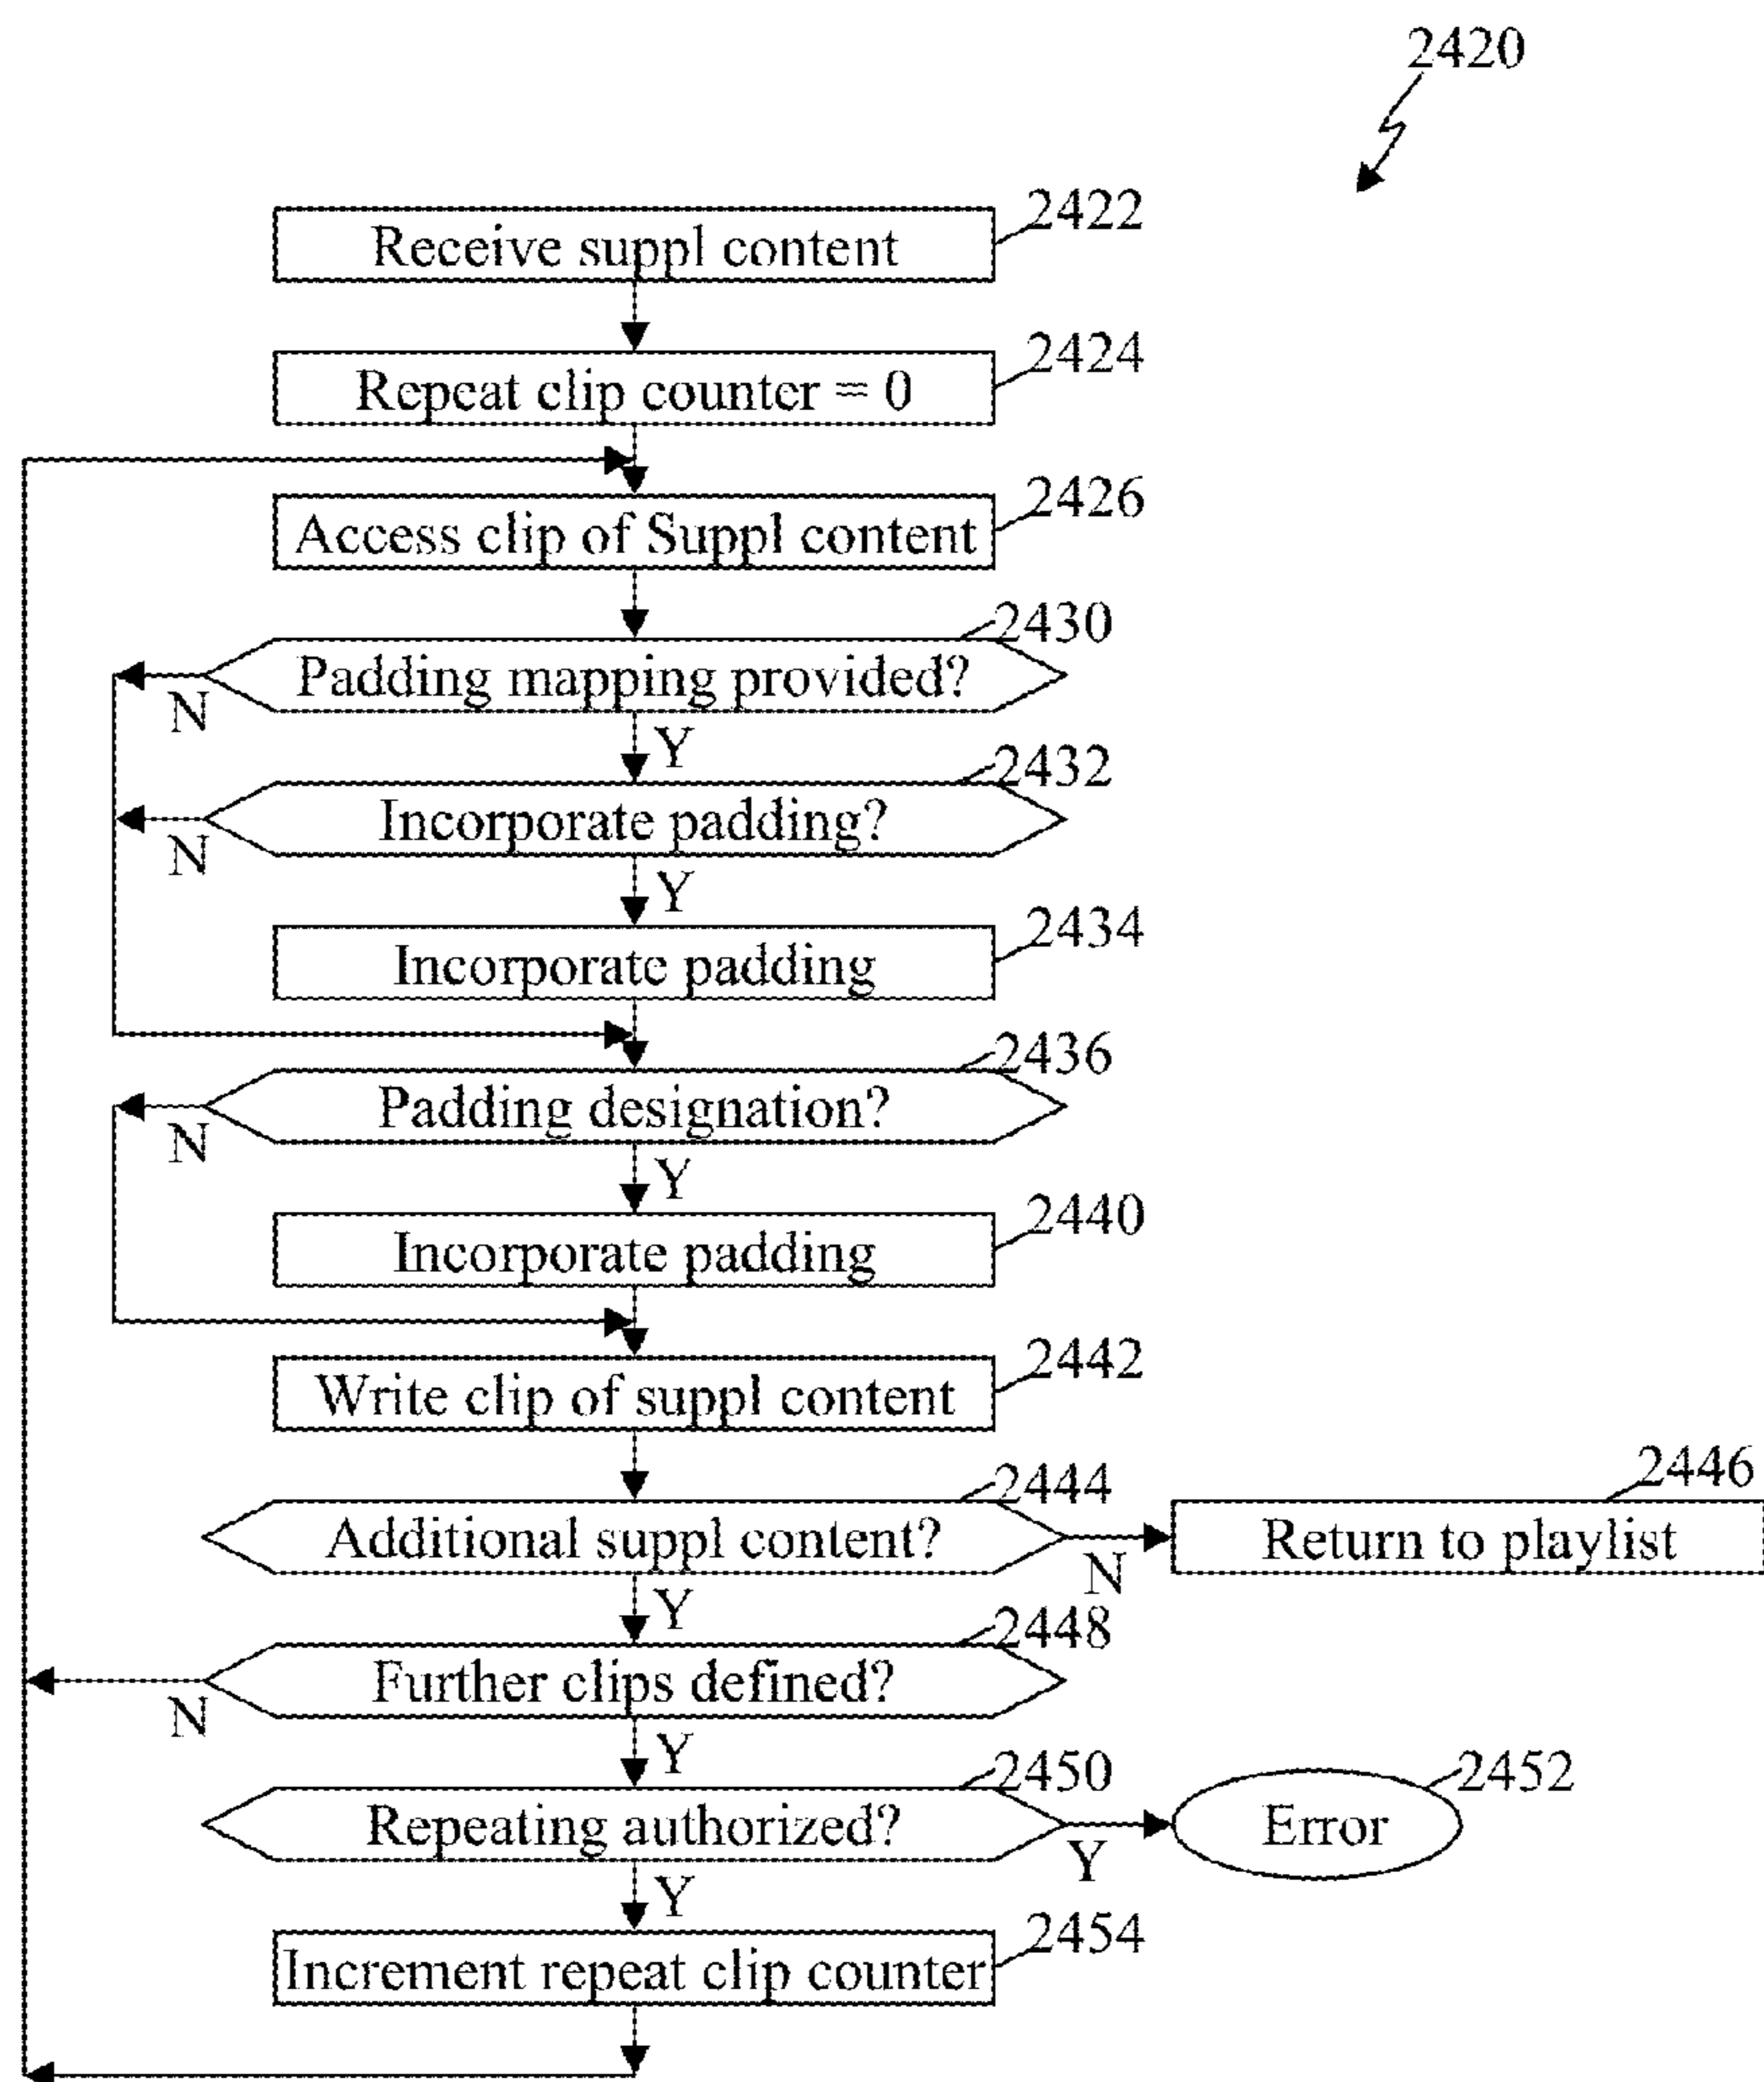 2420
2422
Receive suppl content
2424
Repeat clip counter = 0
2426
Access clip of Suppl content
2430
Padding mapping provided?
N
Y
2432
Incorporate padding?
N
Y
2434
Incorporate padding
2436
Padding designation?
N
Y
2440
Incorporate padding
2442
Write clip of suppl content
2444
Additional suppl content?
N
2446
Return to playlist
Y
2448
Further clips defined?
N
Y
2450
Repeating authorized?
Y
2452
Error
Y
2454
Increment repeat clip counter